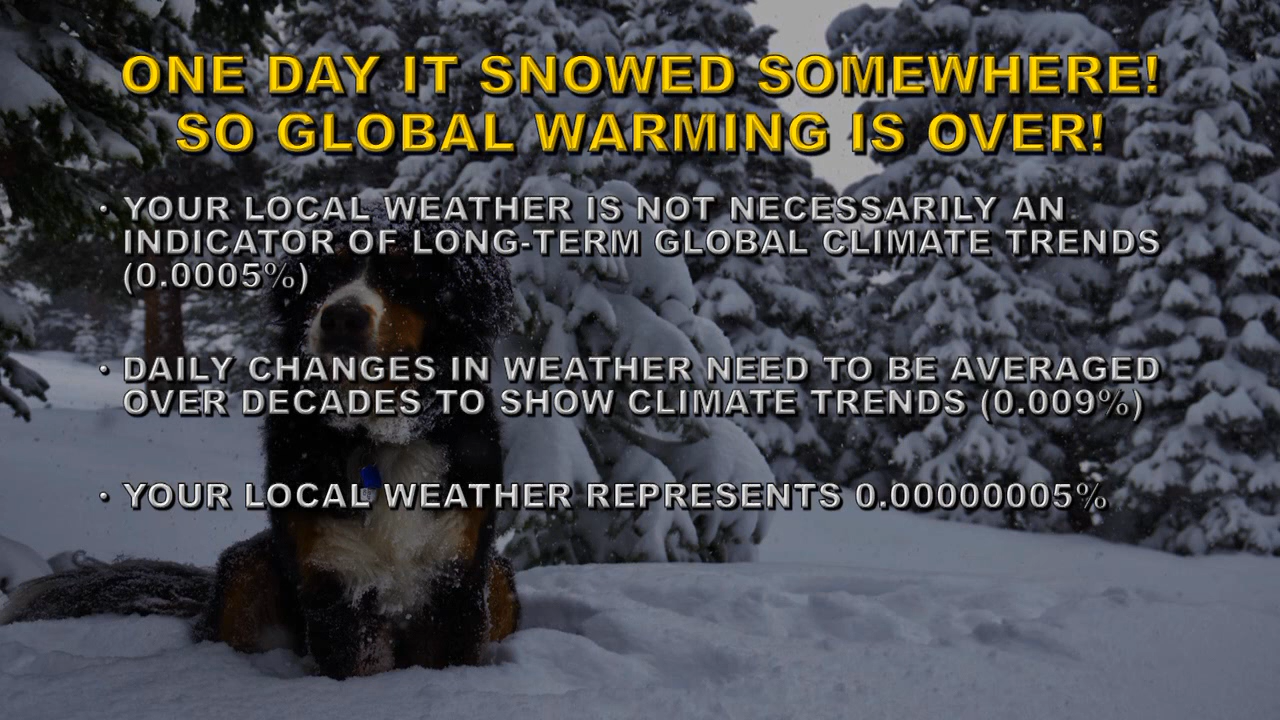 ONE DAY IT SNOWED SOMEWHERE!
SO GLOBAL WARMING IS OVER!
• YOUR LOCAL WEATHER IS NOT NECESSARILY AN
INDICATOR OF LONG-TERM GLOBAL CLIMATE TRENDS
(0.0005%)
• DAILY CHANGES IN WEATHER NEED TO BE AVERAGED
OVER DECADES TO SHOW CLIMATE TRENDS (0.009%)
• YOUR LOCAL WEATHER REPRESENTS 0.00000005%